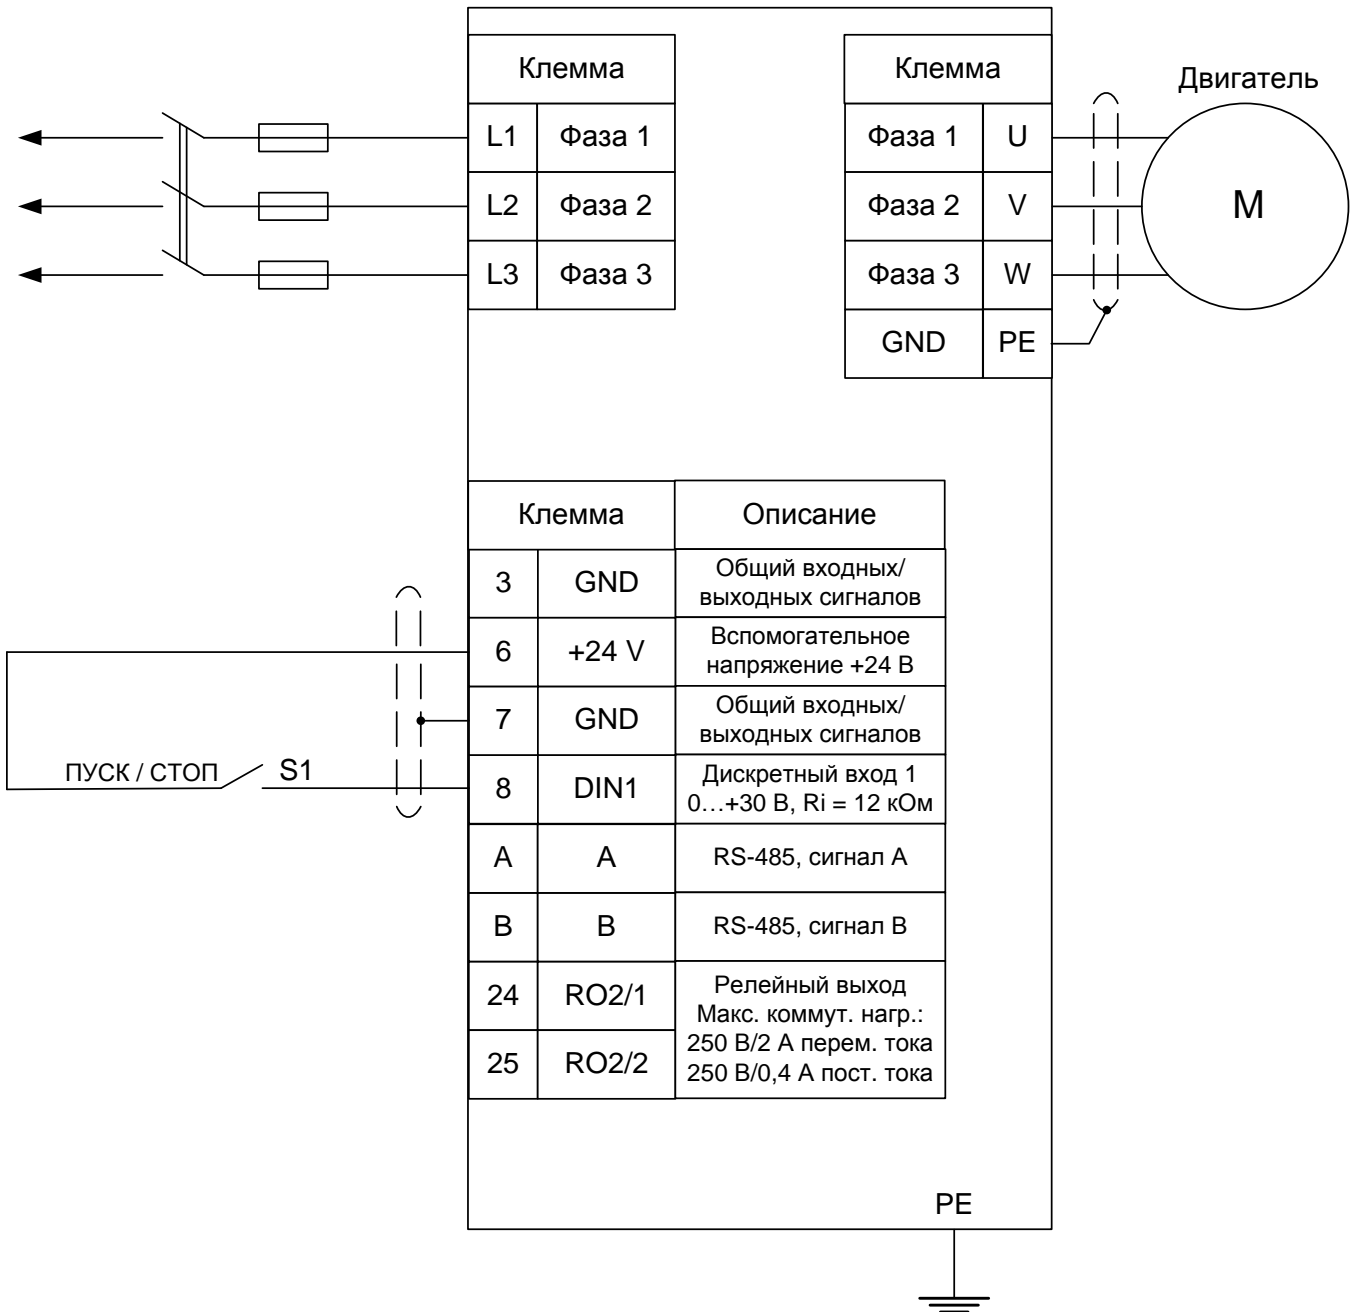 Клемма
L1 Фаза 1
L2 Фаза 2
L3 Фаза 3
Клемма
Фаза 1 U
Фаза 2 V
Фаза 3 W
GND PE
Двигатель
M
Клемма Описание
3 GND Общий входных/
выходных сигналов
6 +24 V Вспомогательное
напряжение +24 В
7 GND Общий входных/
выходных сигналов
ПУСК / СТОП S1
8 DIN1 Дискретный вход 1
0…+30 В, Ri = 12 кОм
A A RS-485, сигнал A
B B RS-485, сигнал B
24 RO2/1
25 RO2/2
Релейный выход
Макс. коммут. нагр.:
250 В/2 А перем. тока
250 В/0,4 А пост. тока
PE